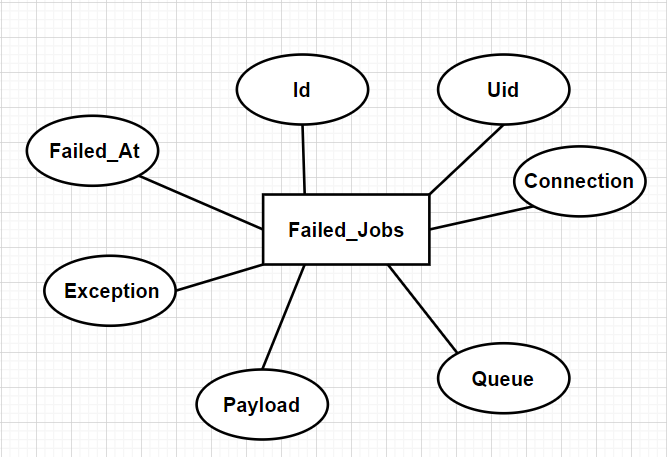 Id
Uid
Failed_At
Connection
Failed_Jobs
Exception
Queue
Payload